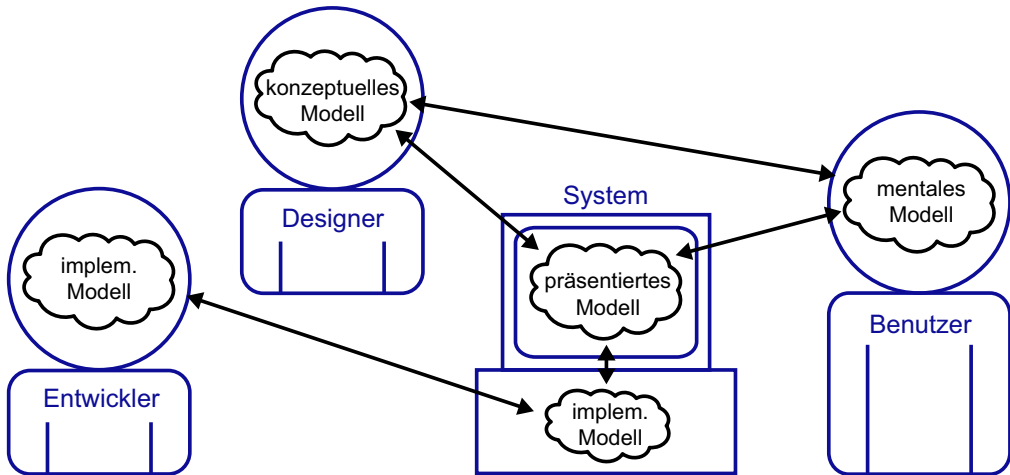 konzeptuelles
Modell
Designer
System
mentales
Modell
implem.
Modell
präsentiertes
Modell
Benutzer
Entwickler
implem.
Modell